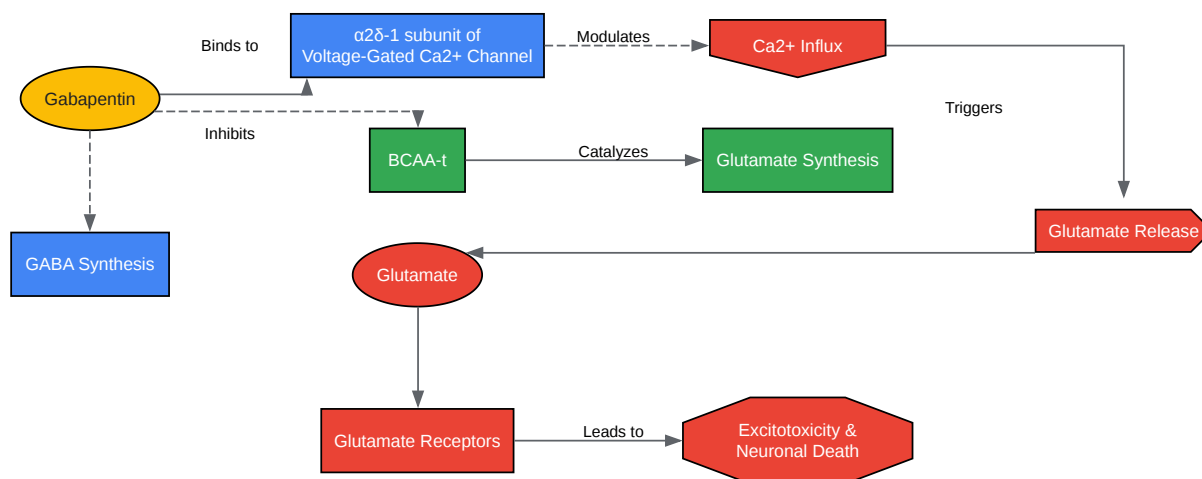 Binds to
α2δ-1 subunit of
Voltage-Gated Ca2+ Channel
Modulates
Ca2+ Influx
Gabapentin
Triggers
Inhibits
BCAA-t
Catalyzes
Glutamate Synthesis
Glutamate Release
GABA Synthesis
Glutamate
Glutamate Receptors
Leads to
Excitotoxicity &
Neuronal Death